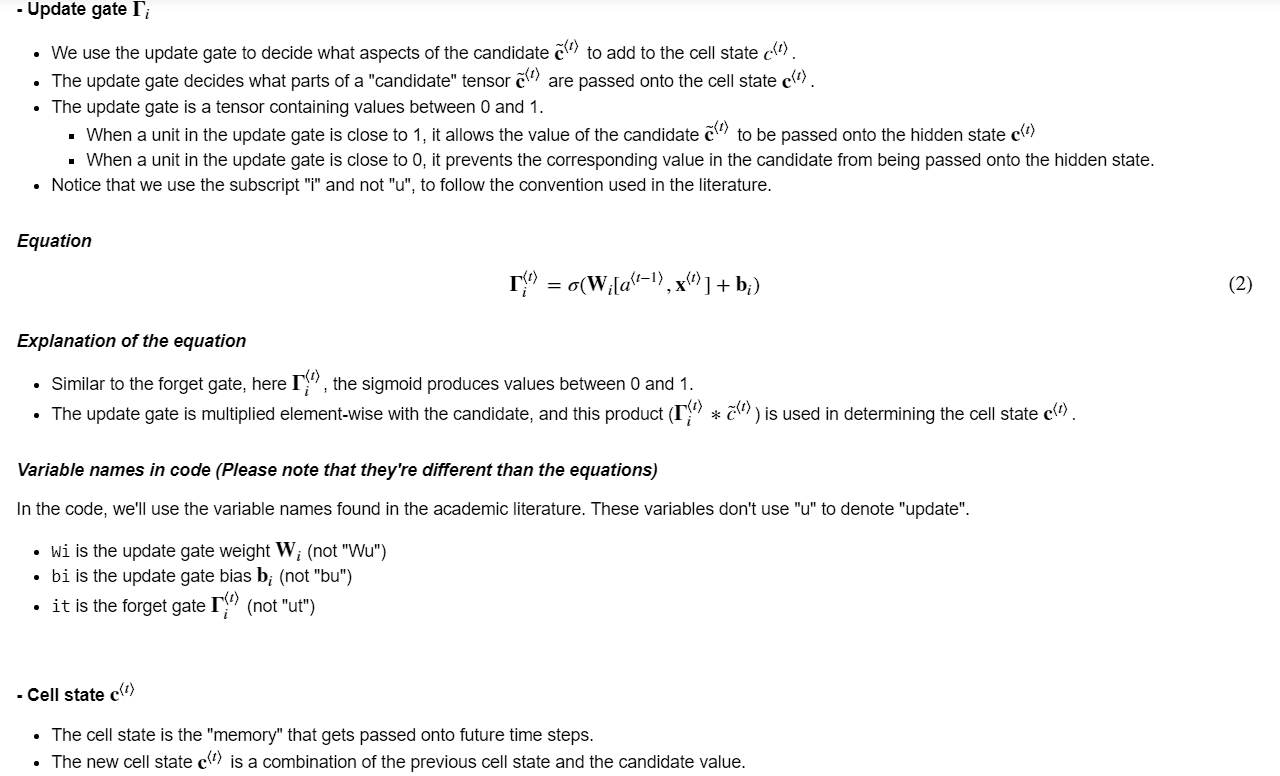 - Update gate Γᵢ
• We use the update gate to decide what aspects of the candidate c̃⟨t⟩ to add to the cell state c⟨t⟩.
• The update gate decides what parts of a "candidate" tensor c̃⟨t⟩ are passed onto the cell state c⟨t⟩.
• The update gate is a tensor containing values between 0 and 1.
▪ When a unit in the update gate is close to 1, it allows the value of the candidate c̃⟨t⟩ to be passed onto the hidden state c⟨t⟩
▪ When a unit in the update gate is close to 0, it prevents the corresponding value in the candidate from being passed onto the hidden state.
• Notice that we use the subscript "i" and not "u", to follow the convention used in the literature.
Equation
Γᵢ⟨t⟩ = σ(Wᵢ[a⟨t−1⟩, x⟨t⟩] + bᵢ) (2)
Explanation of the equation
• Similar to the forget gate, here Γᵢ⟨t⟩, the sigmoid produces values between 0 and 1.
• The update gate is multiplied element-wise with the candidate, and this product (Γᵢ⟨t⟩ * c̃⟨t⟩) is used in determining the cell state c⟨t⟩.
Variable names in code (Please note that they're different than the equations)
In the code, we'll use the variable names found in the academic literature. These variables don't use "u" to denote "update".
• wi is the update gate weight Wᵢ (not "Wu")
• bi is the update gate bias bᵢ (not "bu")
• it is the forget gate Γᵢ⟨t⟩ (not "ut")
- Cell state c⟨t⟩
• The cell state is the "memory" that gets passed onto future time steps.
• The new cell state c⟨t⟩ is a combination of the previous cell state and the candidate value.